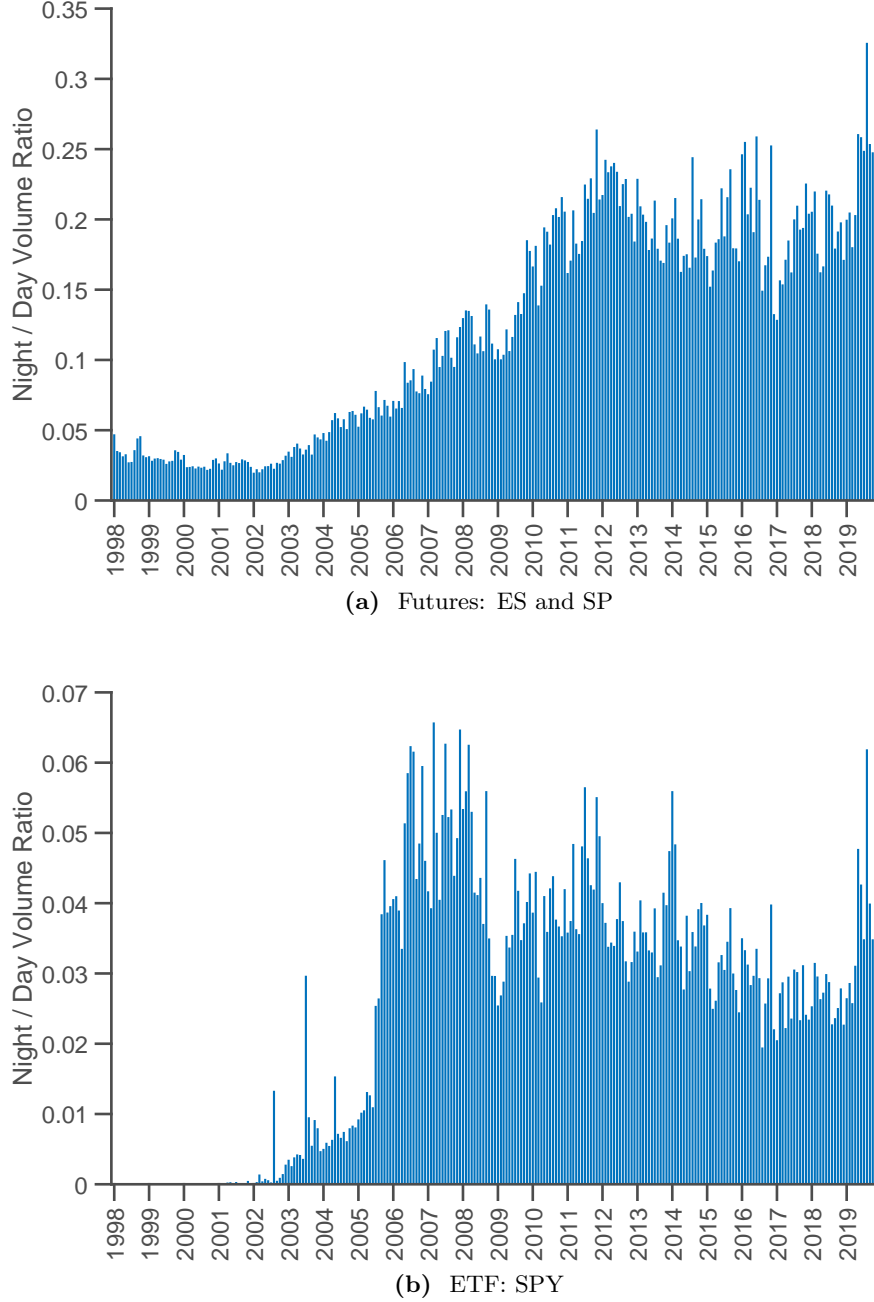 0.35
0.3
0.25
0.2
0.15
0.1
0.05
0
Night / Day Volume Ratio
1998 1999 2000 2001 2002 2003 2004 2005 2006 2007 2008 2009 2010 2011 2012 2013 2014 2015 2016 2017 2018 2019
(a) Futures: ES and SP
0.07
0.06
0.05
0.04
0.03
0.02
0.01
0
Night / Day Volume Ratio
1998 1999 2000 2001 2002 2003 2004 2005 2006 2007 2008 2009 2010 2011 2012 2013 2014 2015 2016 2017 2018 2019
(b) ETF: SPY